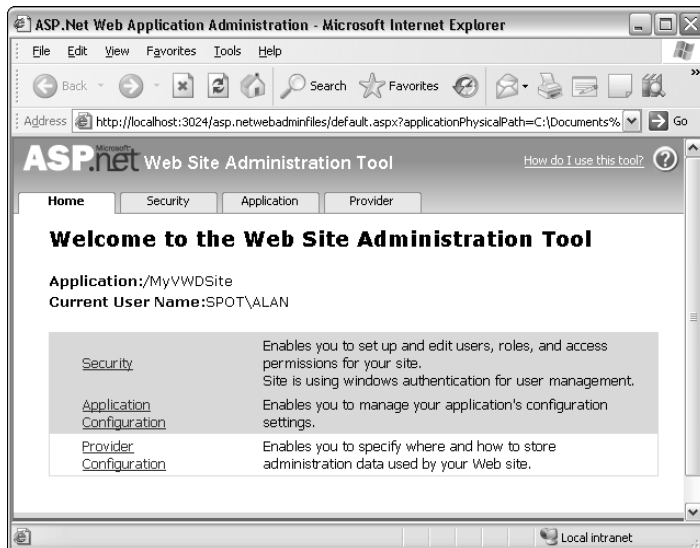 ASP.Net Web Application Administration - Microsoft Internet Explorer
File Edit View Favorites Tools Help
Back Search Favorites »
Address http://localhost:3024/asp.netwebadminfiles/default.aspx?applicationPhysicalPath=C:\Documents% Go
Microsoft
ASP.net Web Site Administration Tool How do I use this tool? ?
Home Security Application Provider
Welcome to the Web Site Administration Tool
Application:/MyVWDSite
Current User Name:SPOT\ALAN
Security
Enables you to set up and edit users, roles, and access
permissions for your site.
Site is using windows authentication for user management.
Application
Configuration
Enables you to manage your application's configuration
settings.
Provider
Configuration
Enables you to specify where and how to store
administration data used by your Web site.
Local intranet